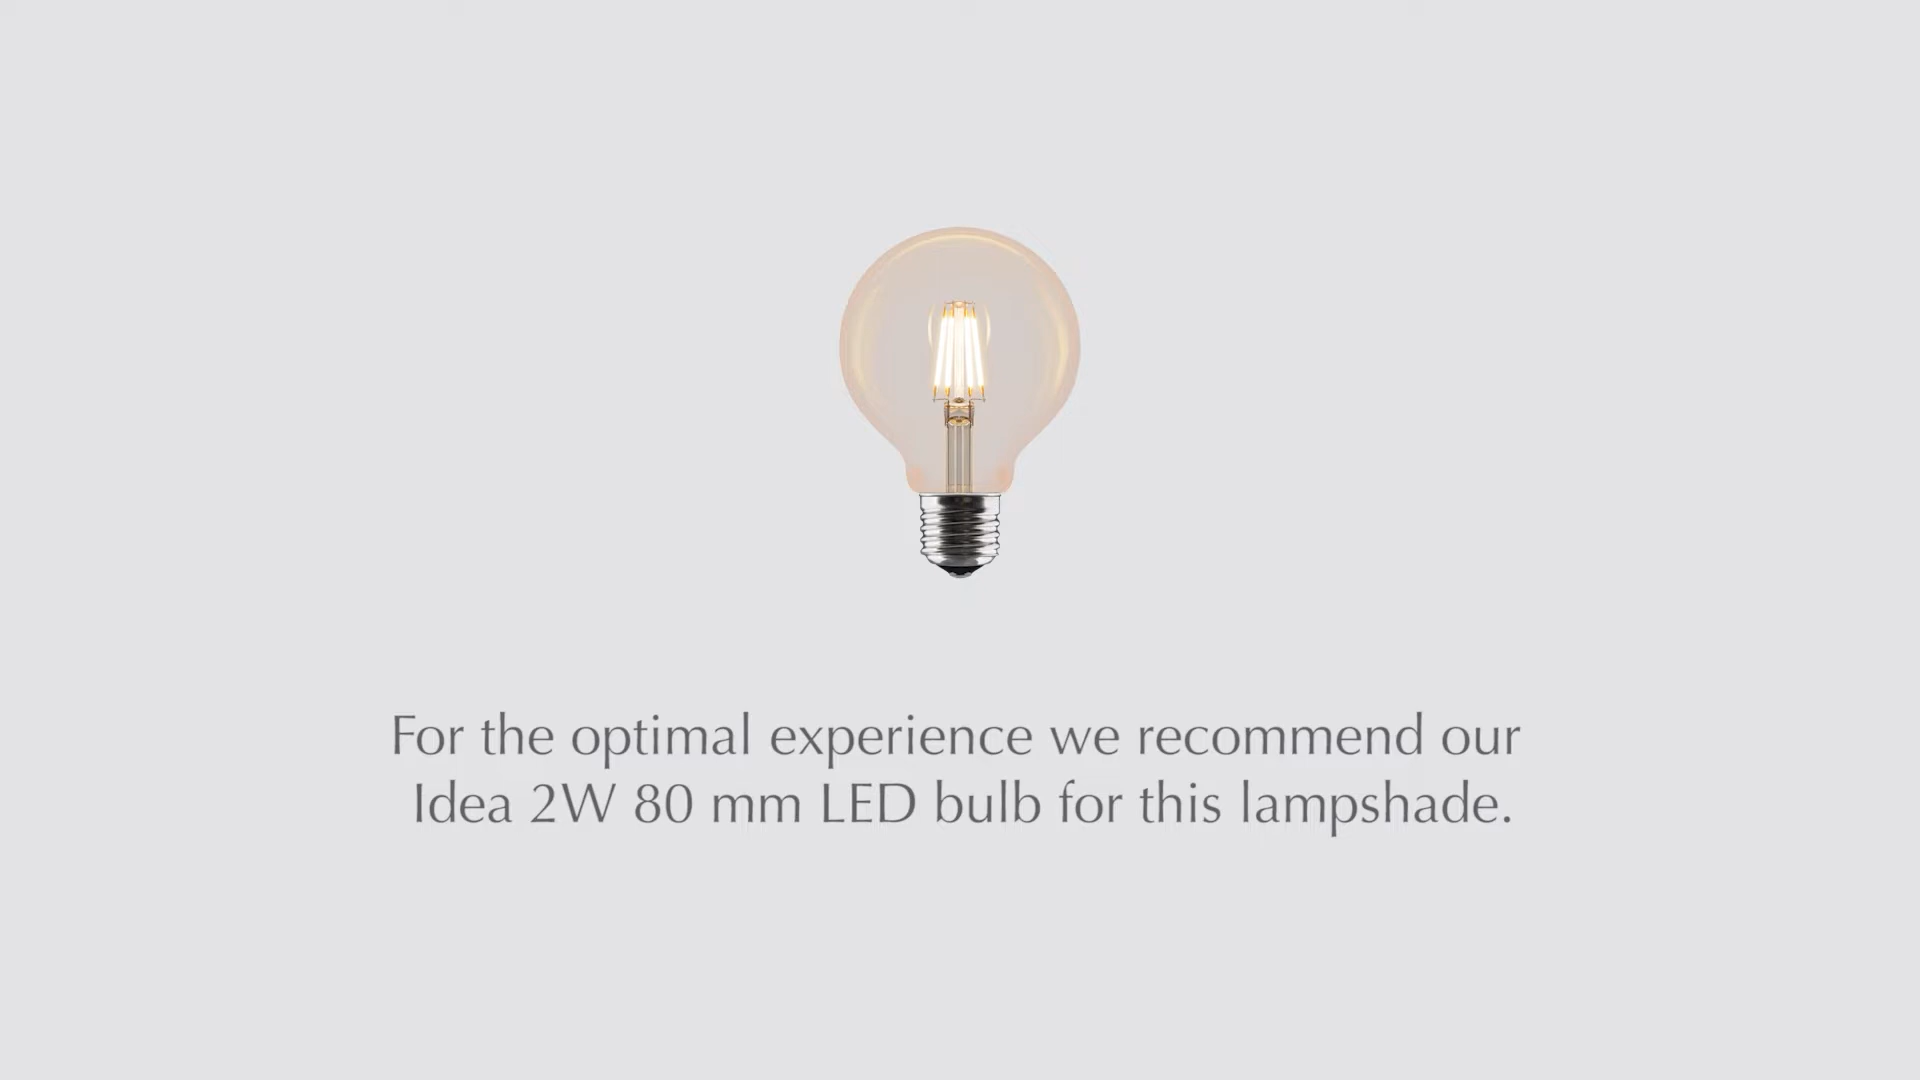 For the optimal experience we recommend our
Idea 2W 80 mm LED bulb for this lampshade.